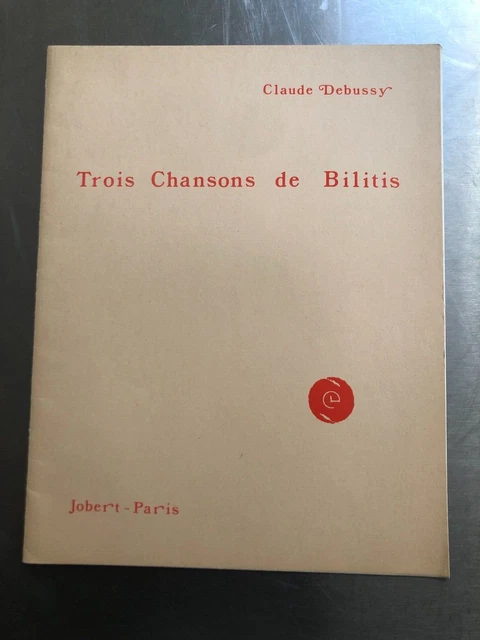 Claude Debussy
Trois Chansons de Bilitis
Jobert - Paris